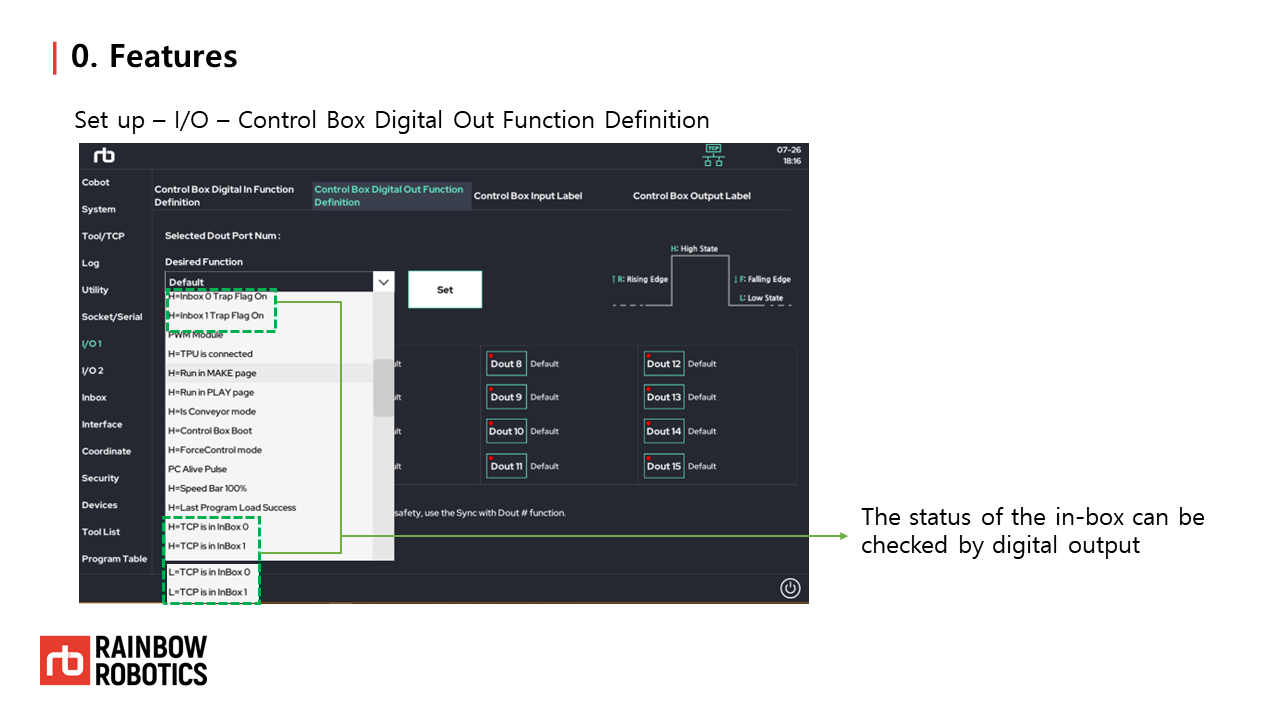 0. Features
Set up – I/O – Control Box Digital Out Function Definition
rb
TCP
07-26
18:16
Cobot
System
Tool/TCP
Log
Utility
Socket/Serial
I/O 1
I/O 2
Inbox
Interface
Coordinate
Security
Devices
Tool List
Program Table
Control Box Digital In Function
Definition
Control Box Digital Out Function
Definition
Control Box Input Label
Control Box Output Label
Selected Dout Port Num :
Desired Function
Default
Set
H: High State
↑ R: Rising Edge
↓ F: Falling Edge
L: Low State
H=Inbox 0 Trap Flag On
H=Inbox 1 Trap Flag On
PWM Module
H=TPU is connected
H=Run in MAKE page
H=Run in PLAY page
H=Is Conveyor mode
H=Control Box Boot
H=ForceControl mode
PC Alive Pulse
H=Speed Bar 100%
H=Last Program Load Success
H=TCP is in InBox 0
H=TCP is in InBox 1
L=TCP is in InBox 0
L=TCP is in InBox 1
Dout 8 Default
Dout 12 Default
Dout 9 Default
Dout 13 Default
Dout 10 Default
Dout 14 Default
Dout 11 Default
Dout 15 Default
safety, use the Sync with Dout # function.
The status of the in-box can be
checked by digital output
rb RAINBOW
ROBOTICS